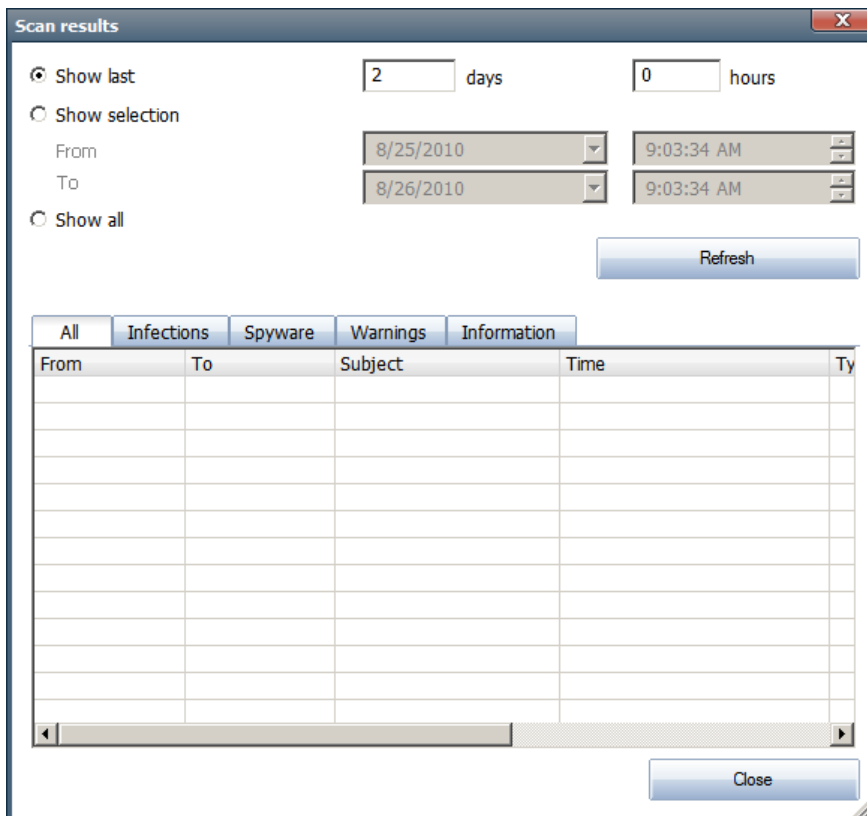 Scan results
Show last 2 days 0 hours
Show selection
From 8/25/2010 9:03:34 AM
To 8/26/2010 9:03:34 AM
Show all
Refresh
All Infections Spyware Warnings Information
From To Subject Time Ty
Close